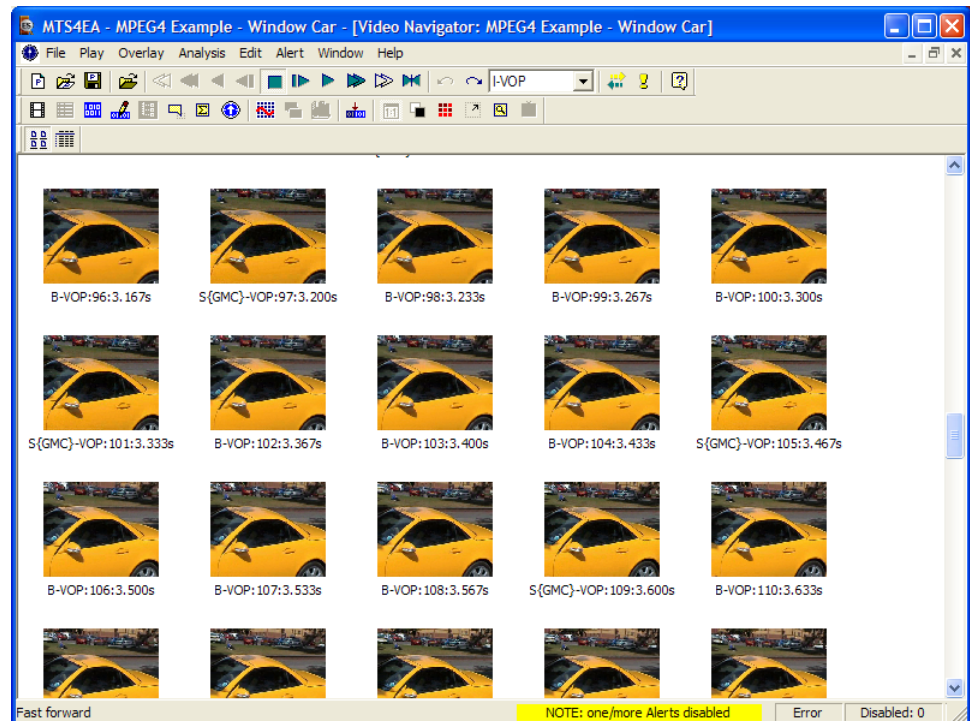 MTS4EA - MPEG4 Example - Window Car - [Video Navigator: MPEG4 Example - Window Car]
File Play Overlay Analysis Edit Alert Window Help
I-VOP
B-VOP:96:3.167s S{GMC}-VOP:97:3.200s B-VOP:98:3.233s B-VOP:99:3.267s B-VOP:100:3.300s
S{GMC}-VOP:101:3.333s B-VOP:102:3.367s B-VOP:103:3.400s B-VOP:104:3.433s S{GMC}-VOP:105:3.467s
B-VOP:106:3.500s B-VOP:107:3.533s B-VOP:108:3.567s S{GMC}-VOP:109:3.600s B-VOP:110:3.633s
Fast forward NOTE: one/more Alerts disabled Error Disabled: 0